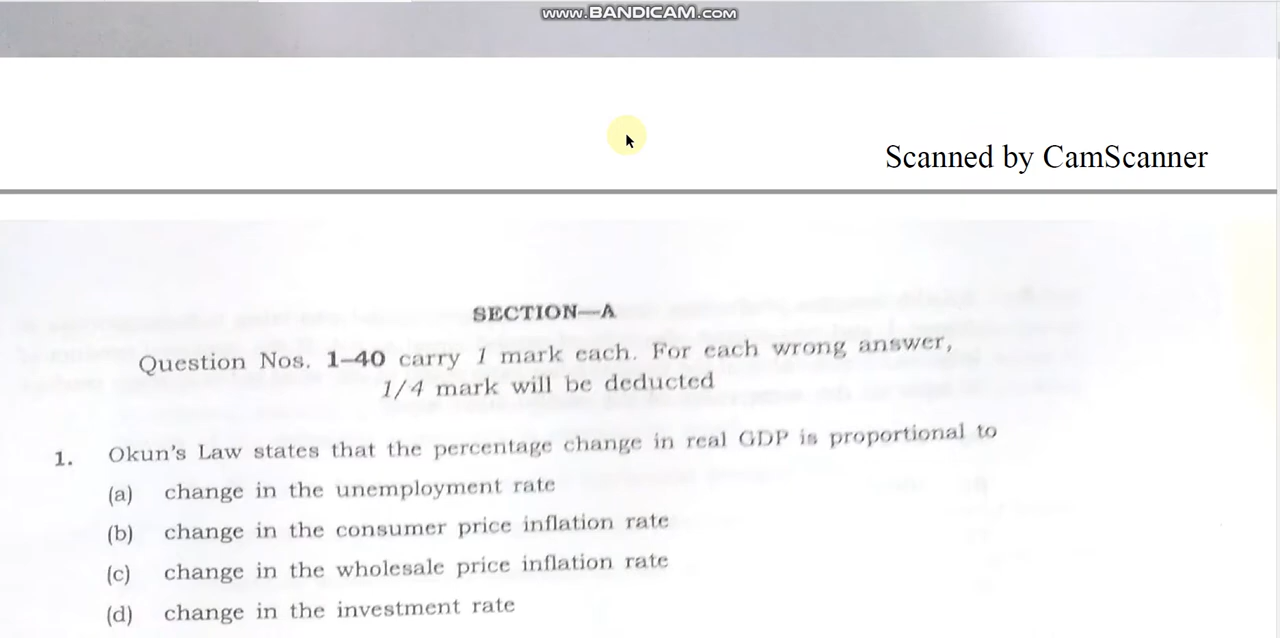 www.BANDICAM.com
Scanned by CamScanner
SECTION—A
Question Nos. 1–40 carry 1 mark each. For each wrong answer,
1/4 mark will be deducted
1. Okun's Law states that the percentage change in real GDP is proportional to
(a) change in the unemployment rate
(b) change in the consumer price inflation rate
(c) change in the wholesale price inflation rate
(d) change in the investment rate